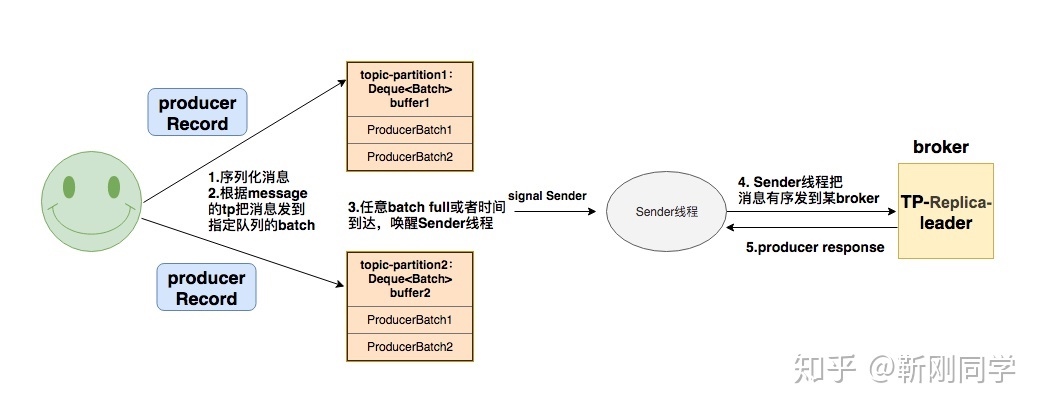 producer
Record
1.序列化消息
2.根据message
的tp把消息发到
指定队列的batch
producer
Record
topic-partition1：
Deque<Batch>
buffer1
ProducerBatch1
ProducerBatch2
3.任意batch full或者时间
到达，唤醒Sender线程
topic-partition2：
Deque<Batch>
buffer2
ProducerBatch1
ProducerBatch2
signal Sender
Sender线程
4. Sender线程把
消息有序发到某broker
5.producer response
broker
TP-Replica-
leader
知乎 @靳刚同学